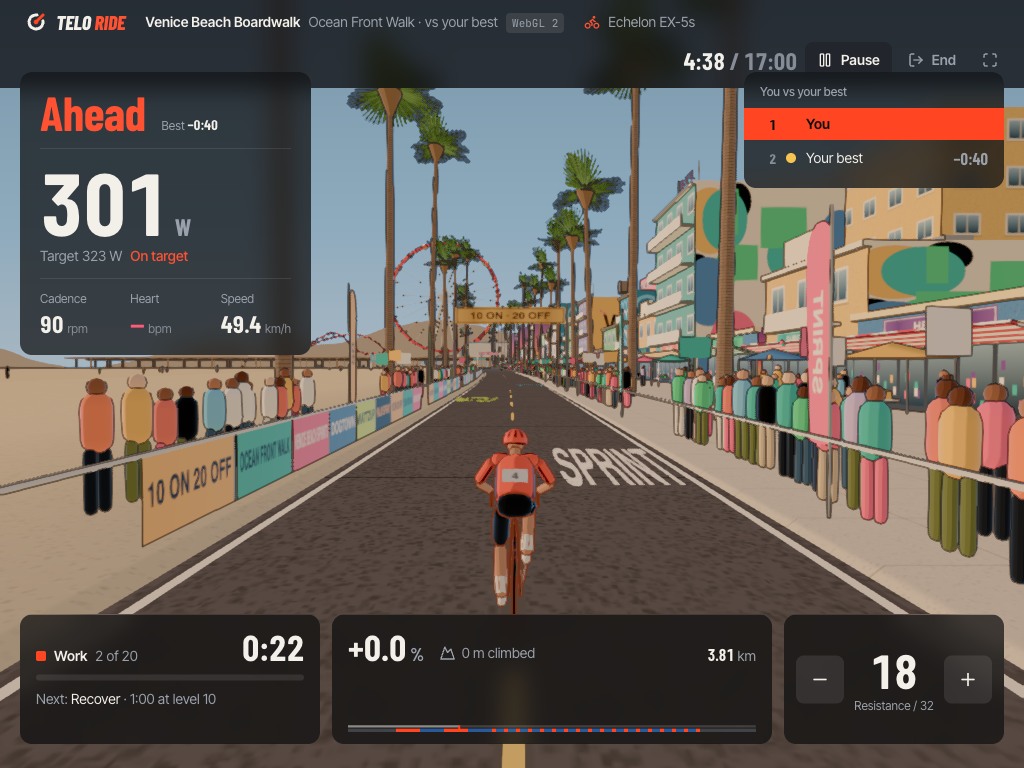 TELO RIDE Venice Beach Boardwalk Ocean Front Walk · vs your best WebGL 2 Echelon EX-5s
4:38 / 17:00 Pause End
Ahead Best −0:40
301 W
Target 323 W On target
Cadence Heart Speed
90 rpm — bpm 49.4 km/h
You vs your best
1 You
2 Your best −0:40
10 ON · 20 OFF
SPRINT
10 ON 20 OFF
OCEAN FRONT WALK
DOGTOWN
SPRINT
4
Work 2 of 20 0:22
Next: Recover · 1:00 at level 10
+0.0 % 0 m climbed 3.81 km
− 18 +
Resistance / 32